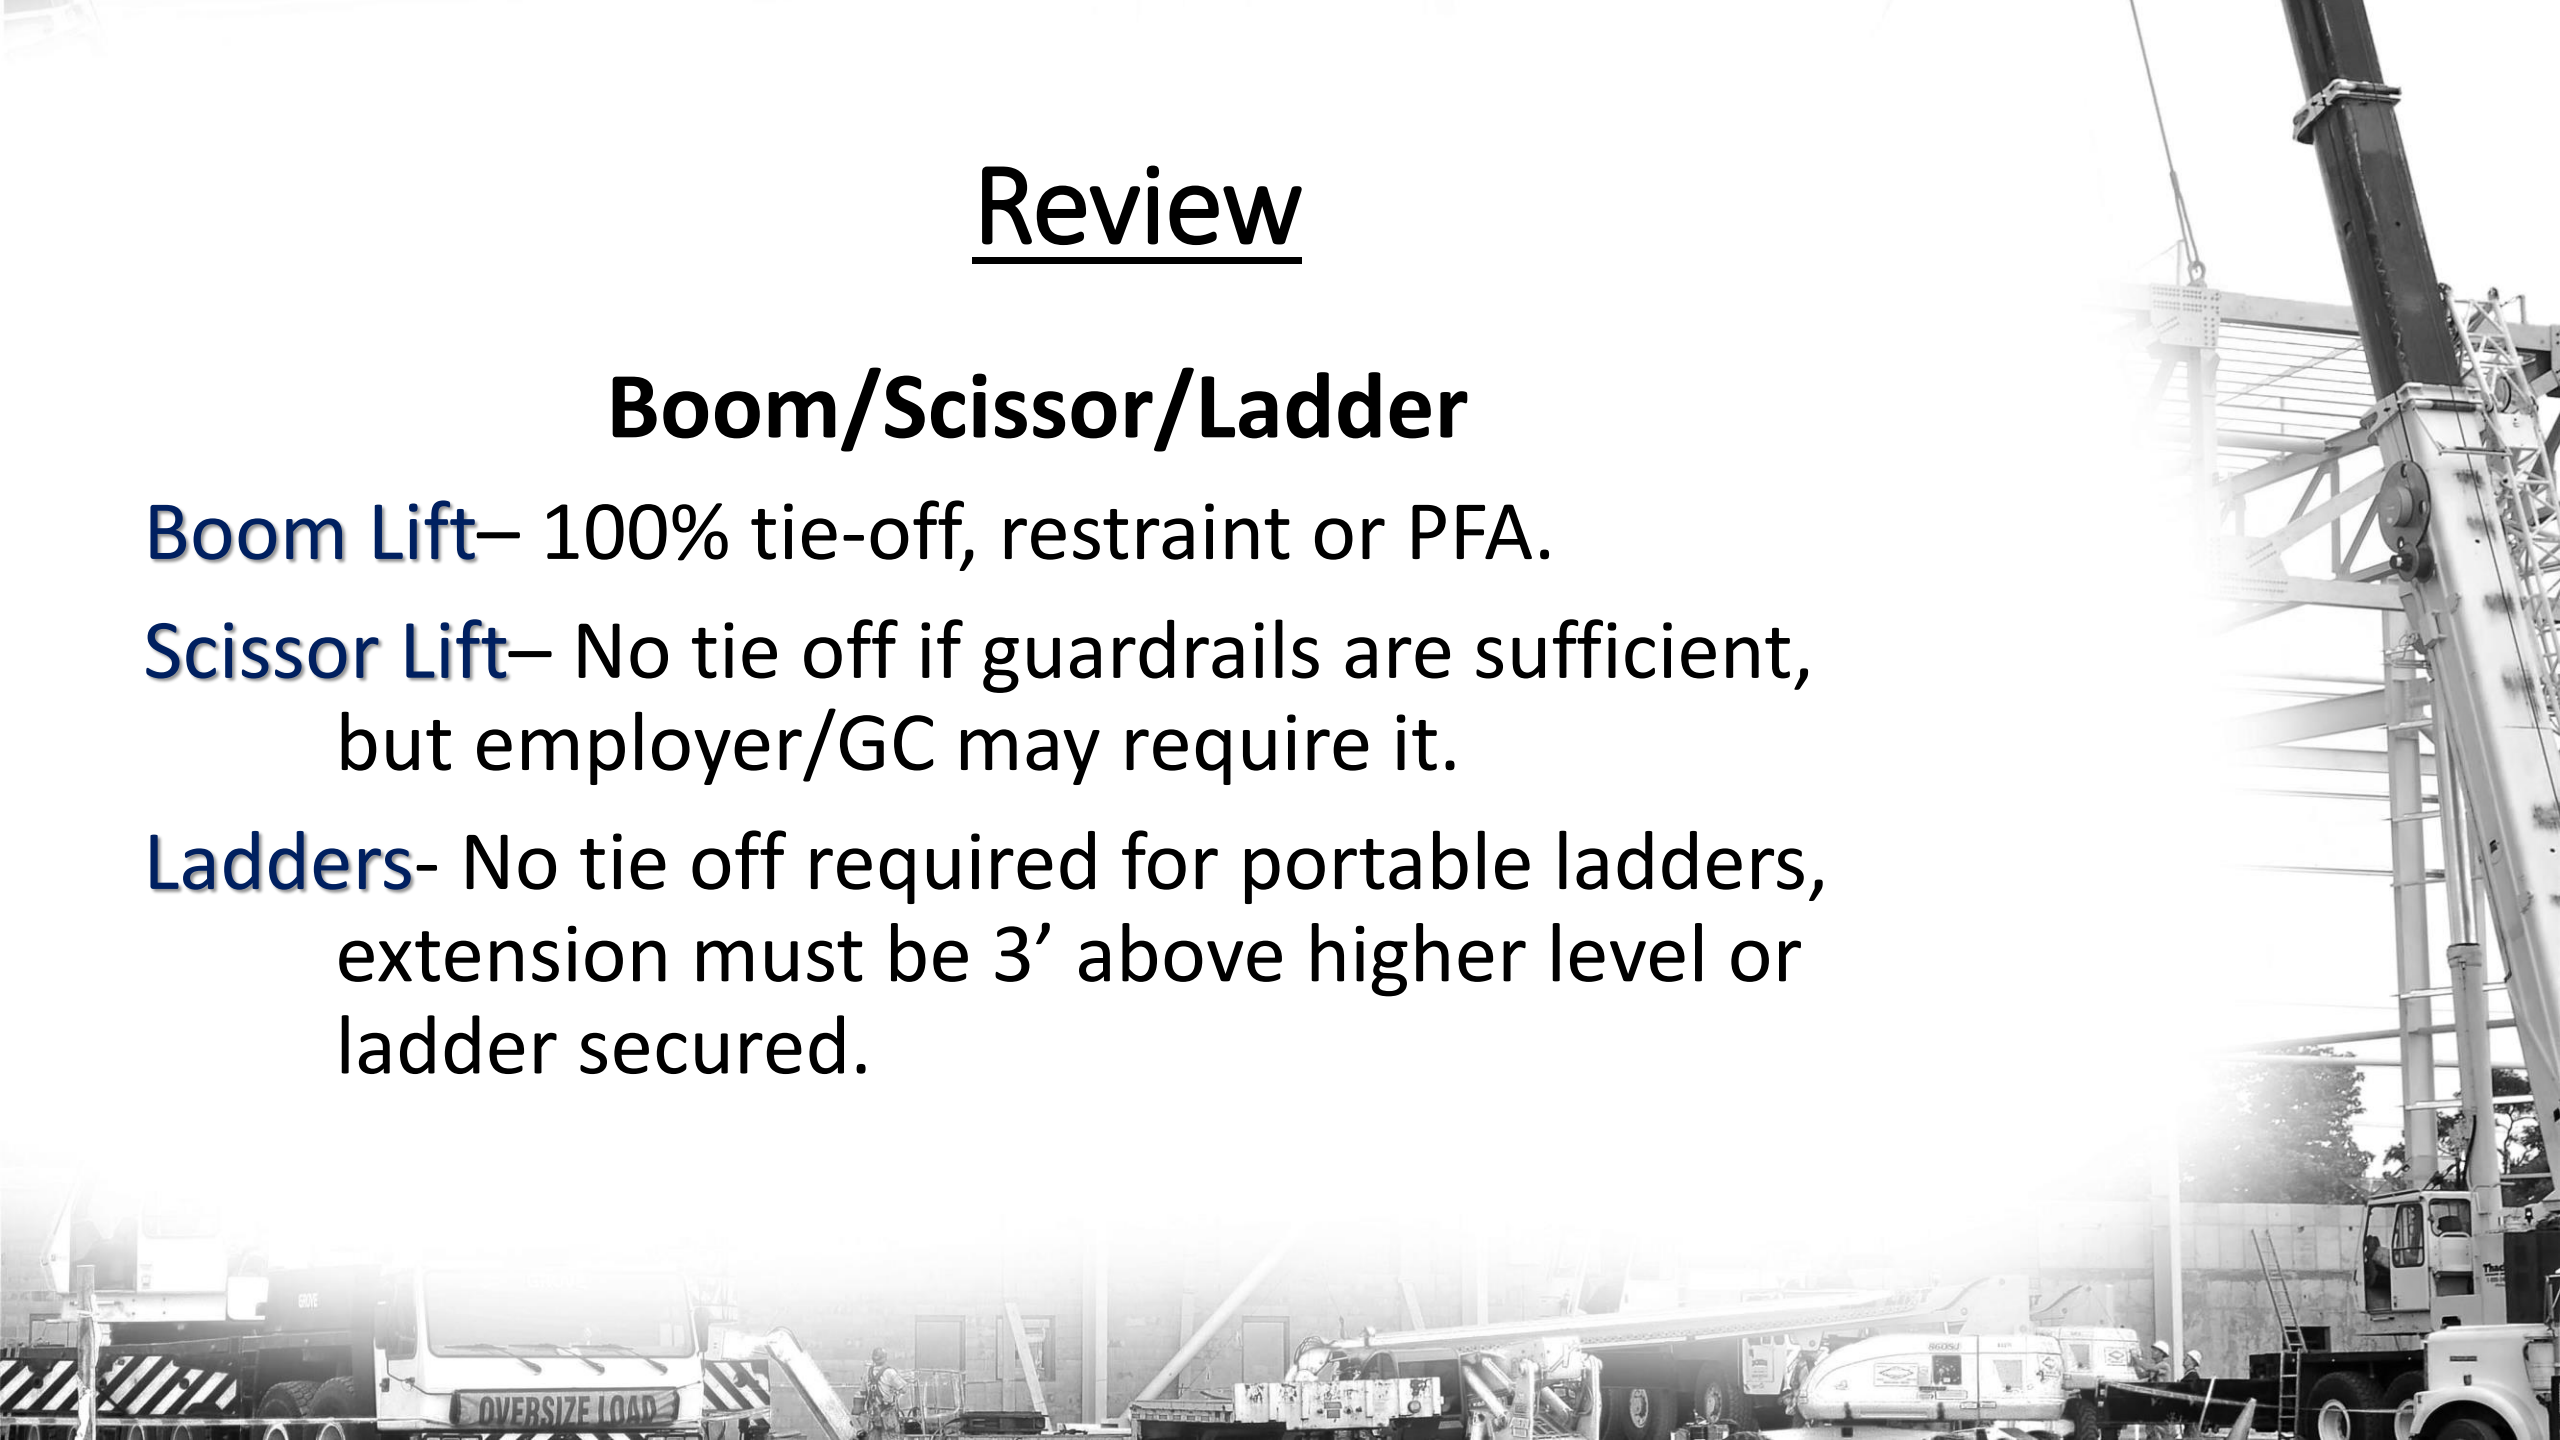 Review
Boom/Scissor/Ladder
Boom Lift– 100% tie-off, restraint or PFA.
Scissor Lift– No tie off if guardrails are sufficient,
but employer/GC may require it.
Ladders- No tie off required for portable ladders,
extension must be 3’ above higher level or
ladder secured.
GROVE
OVERSIZE LOAD